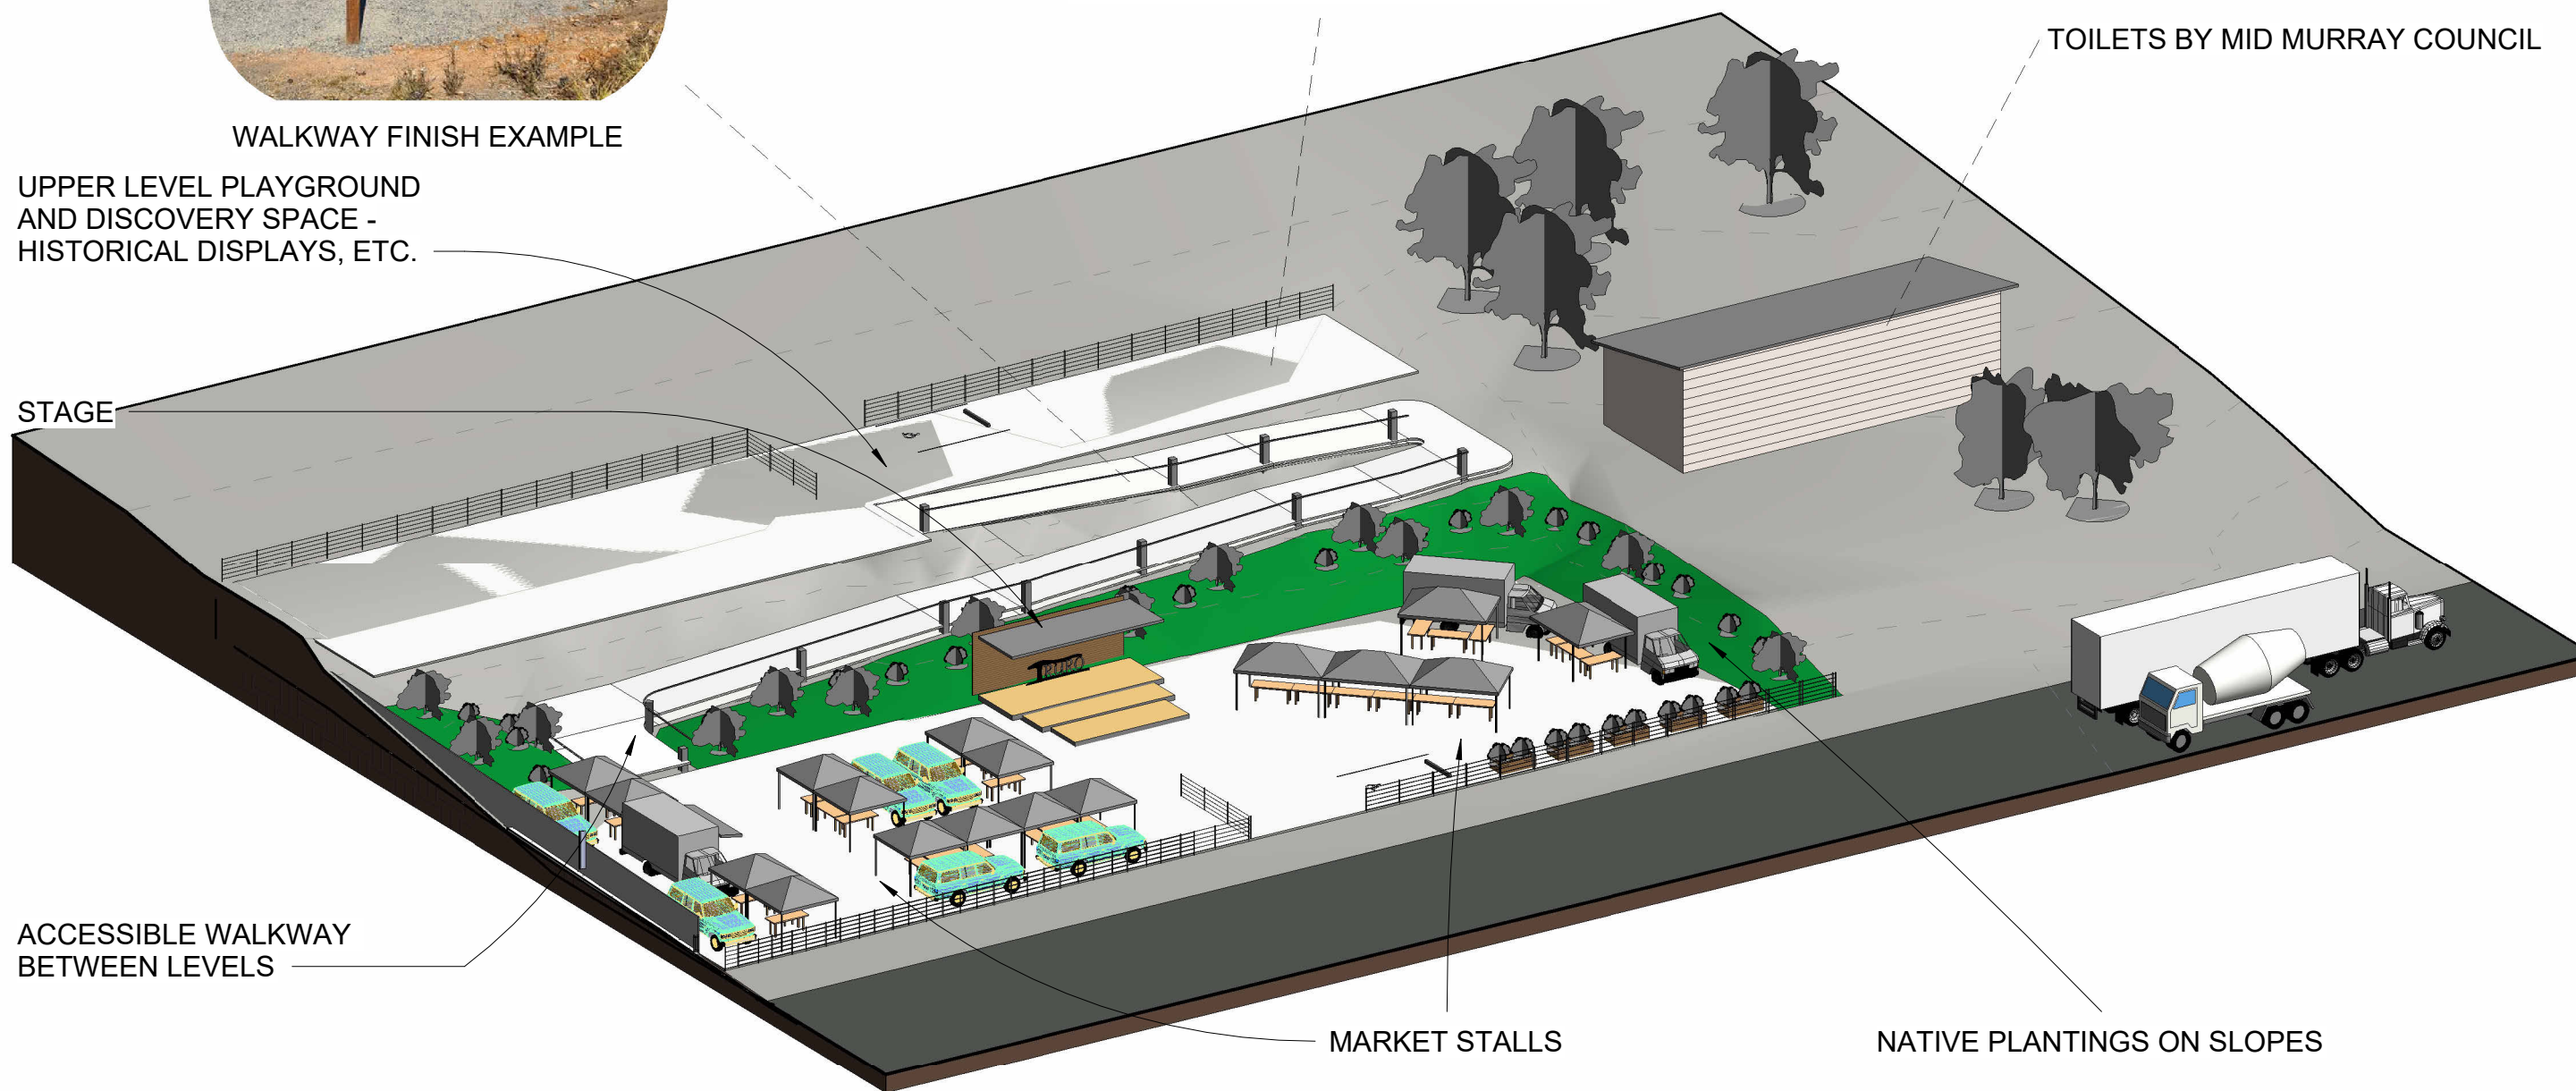 TOILETS BY MID MURRAY COUNCIL
WALKWAY FINISH EXAMPLE
UPPER LEVEL PLAYGROUND
AND DISCOVERY SPACE -
HISTORICAL DISPLAYS, ETC.
STAGE
TRURO
ACCESSIBLE WALKWAY
BETWEEN LEVELS
MARKET STALLS
NATIVE PLANTINGS ON SLOPES